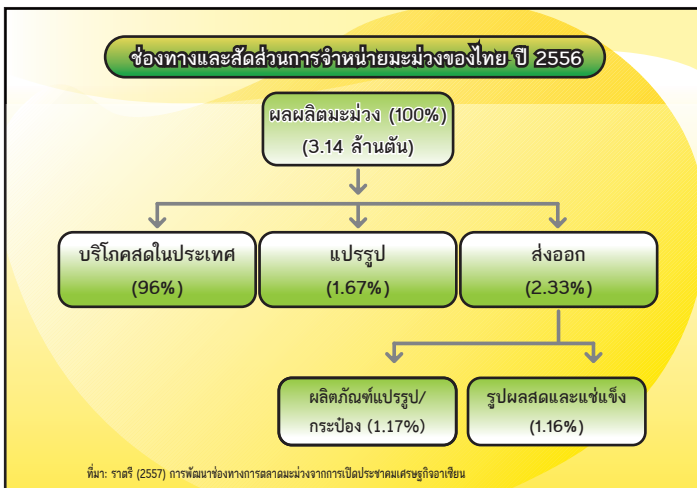 ช่องทางและสัดส่วนการจำหน่ายมะม่วงของไทย ปี 2556
ผลผลิตมะม่วง (100%)
(3.14 ล้านตัน)
บริโภคสดในประเทศ
(96%)
แปรรูป
(1.67%)
ส่งออก
(2.33%)
ผลิตภัณฑ์แปรรูป/
กระป๋อง (1.17%)
รูปผลสดและแช่แข็ง
(1.16%)
ที่มา: ราตรี (2557) การพัฒนาช่องทางการตลาดมะม่วงจากการเปิดประชาคมเศรษฐกิจอาเซียน